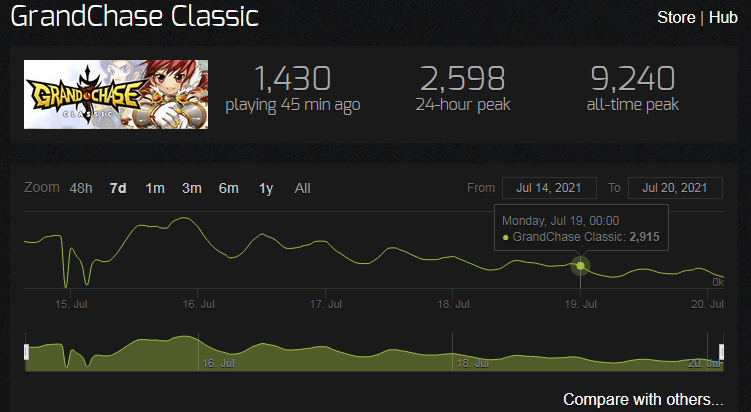 GrandChase Classic
Store | Hub
GRAND CHASE
CLASSIC
1,430
playing 45 min ago
2,598
24-hour peak
9,240
all-time peak
Zoom 48h 7d 1m 3m 6m 1y All
From Jul 14, 2021 To Jul 20, 2021
Monday, Jul 19, 00:00
● GrandChase Classic: 2,915
0k
15. Jul 16. Jul 17. Jul 18. Jul 19. Jul 20. Jul
16. Jul 18. Jul 20. Jul
Compare with others...